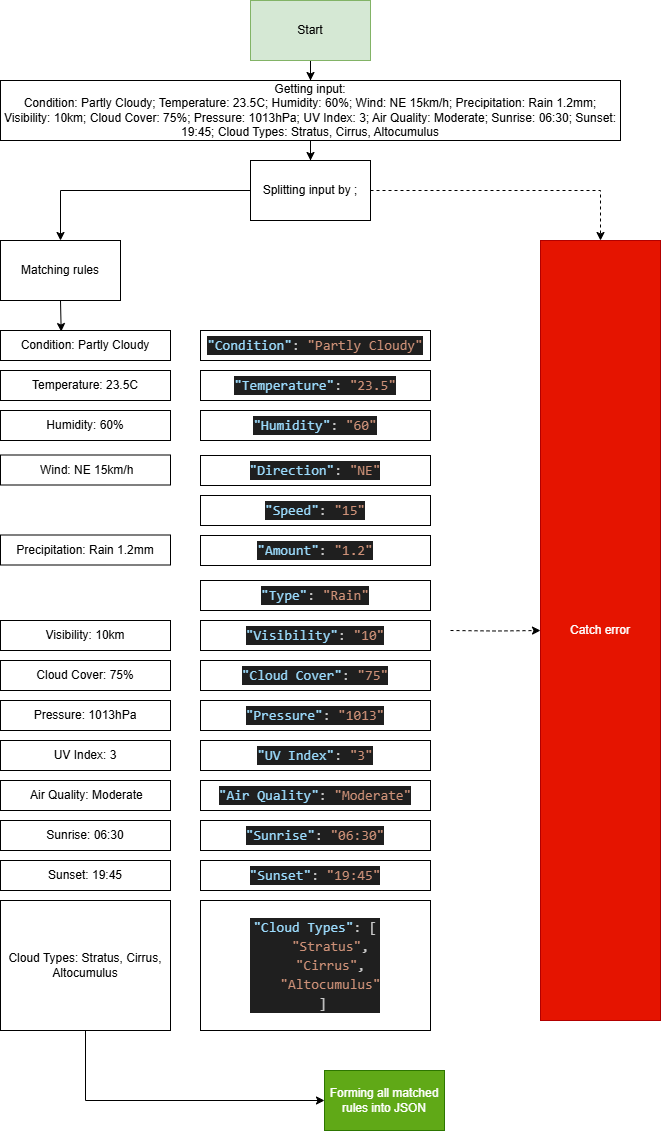 Start
Getting input:
Condition: Partly Cloudy; Temperature: 23.5C; Humidity: 60%; Wind: NE 15km/h; Precipitation: Rain 1.2mm;
Visibility: 10km; Cloud Cover: 75%; Pressure: 1013hPa; UV Index: 3; Air Quality: Moderate; Sunrise: 06:30; Sunset:
19:45; Cloud Types: Stratus, Cirrus, Altocumulus
Splitting input by ;
Matching rules
Condition: Partly Cloudy
"Condition": "Partly Cloudy"
Temperature: 23.5C
"Temperature": "23.5"
Humidity: 60%
"Humidity": "60"
Wind: NE 15km/h
"Direction": "NE"
"Speed": "15"
Precipitation: Rain 1.2mm
"Amount": "1.2"
"Type": "Rain"
Visibility: 10km
"Visibility": "10"
Catch error
Cloud Cover: 75%
"Cloud Cover": "75"
Pressure: 1013hPa
"Pressure": "1013"
UV Index: 3
"UV Index": "3"
Air Quality: Moderate
"Air Quality": "Moderate"
Sunrise: 06:30
"Sunrise": "06:30"
Sunset: 19:45
"Sunset": "19:45"
Cloud Types: Stratus, Cirrus,
Altocumulus
"Cloud Types": [
"Stratus",
"Cirrus",
"Altocumulus"
]
Forming all matched
rules into JSON